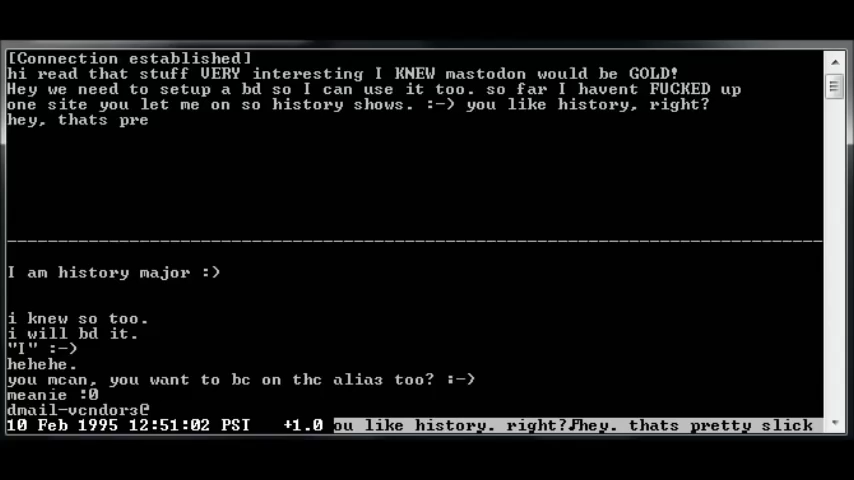 [Connection established]
hi read that stuff VERY interesting I KNEW mastodon would be GOLD!
Hey we need to setup a bd so I can use it too. so far I havent FUCKED up
one site you let me on so history shows. :-) you like history, right?
hey, thats pre
I am history major :)
i knew so too.
i will bd it.
"I" :-)
hehehe.
you mean, you want to be on the alias too? :-)
meanie :0
dmail-vendors@
10 Feb 1995 12:51:02 PST +1.0 ou like history. right?♪hey. thats pretty slick